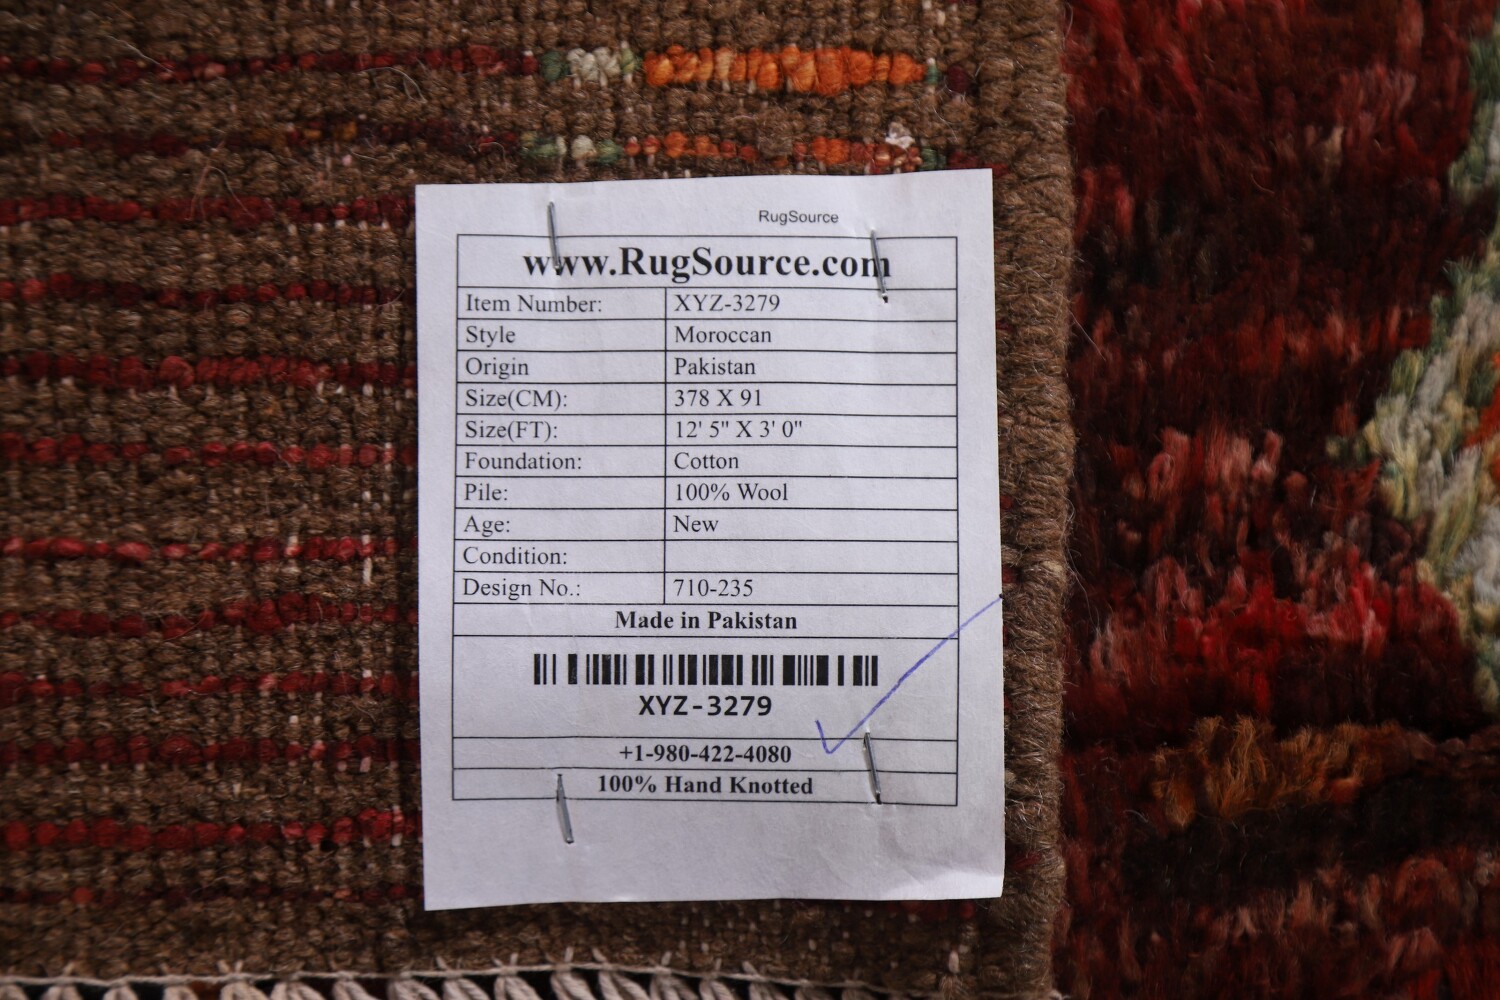 RugSource
www.RugSource.com
Item Number: XYZ-3279
Style Moroccan
Origin Pakistan
Size(CM): 378 X 91
Size(FT): 12' 5" X 3' 0"
Foundation: Cotton
Pile: 100% Wool
Age: New
Condition:
Design No.: 710-235
Made in Pakistan
XYZ-3279
+1-980-422-4080
100% Hand Knotted